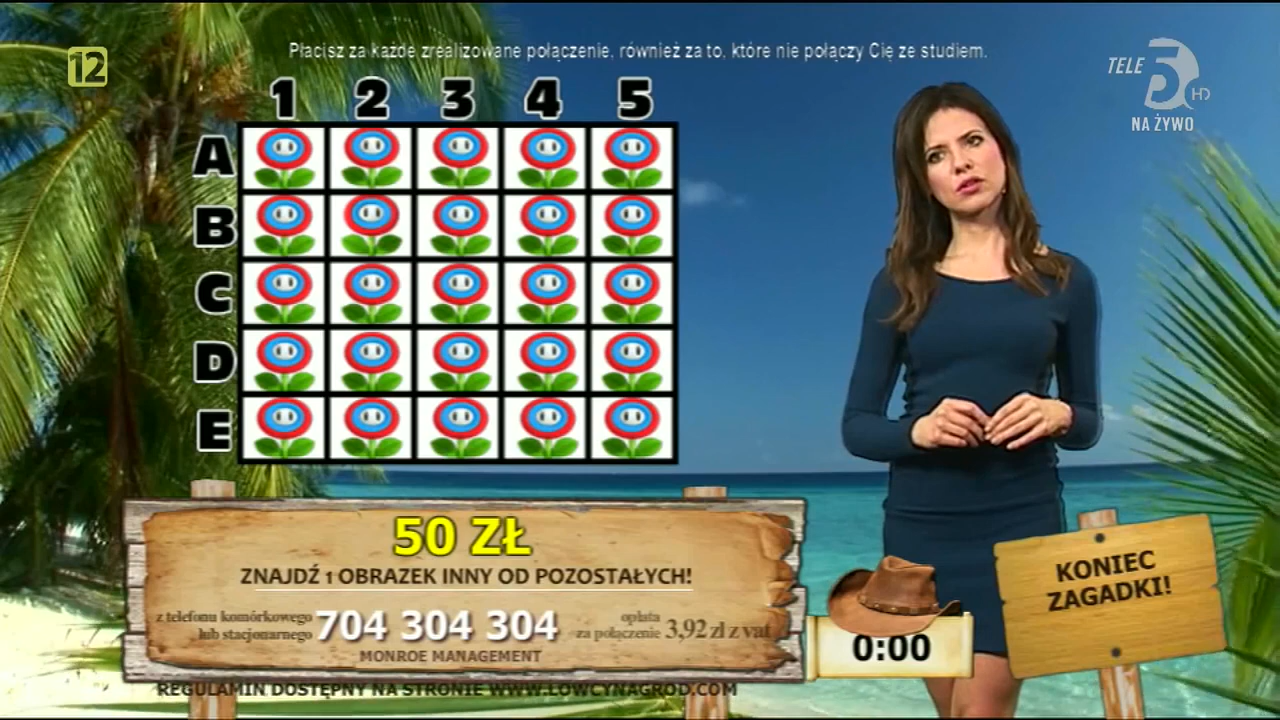 Płacisz za każde zrealizowane połączenie, również za to, które nie połączy Cię ze studiem.
12
TELE 5 HD
NA ŻYWO
1 2 3 4 5
A
B
C
D
E
50 ZŁ
ZNAJDŹ 1 OBRAZEK INNY OD POZOSTAŁYCH!
z telefonu komórkowego
lub stacjonarnego
704 304 304
opłata
za połączenie 3,92 zł z vat
MONROE MANAGEMENT
REGULAMIN DOSTĘPNY NA STRONIE WWW.LOWCYNAGROD.COM
0:00
KONIEC
ZAGADKI!